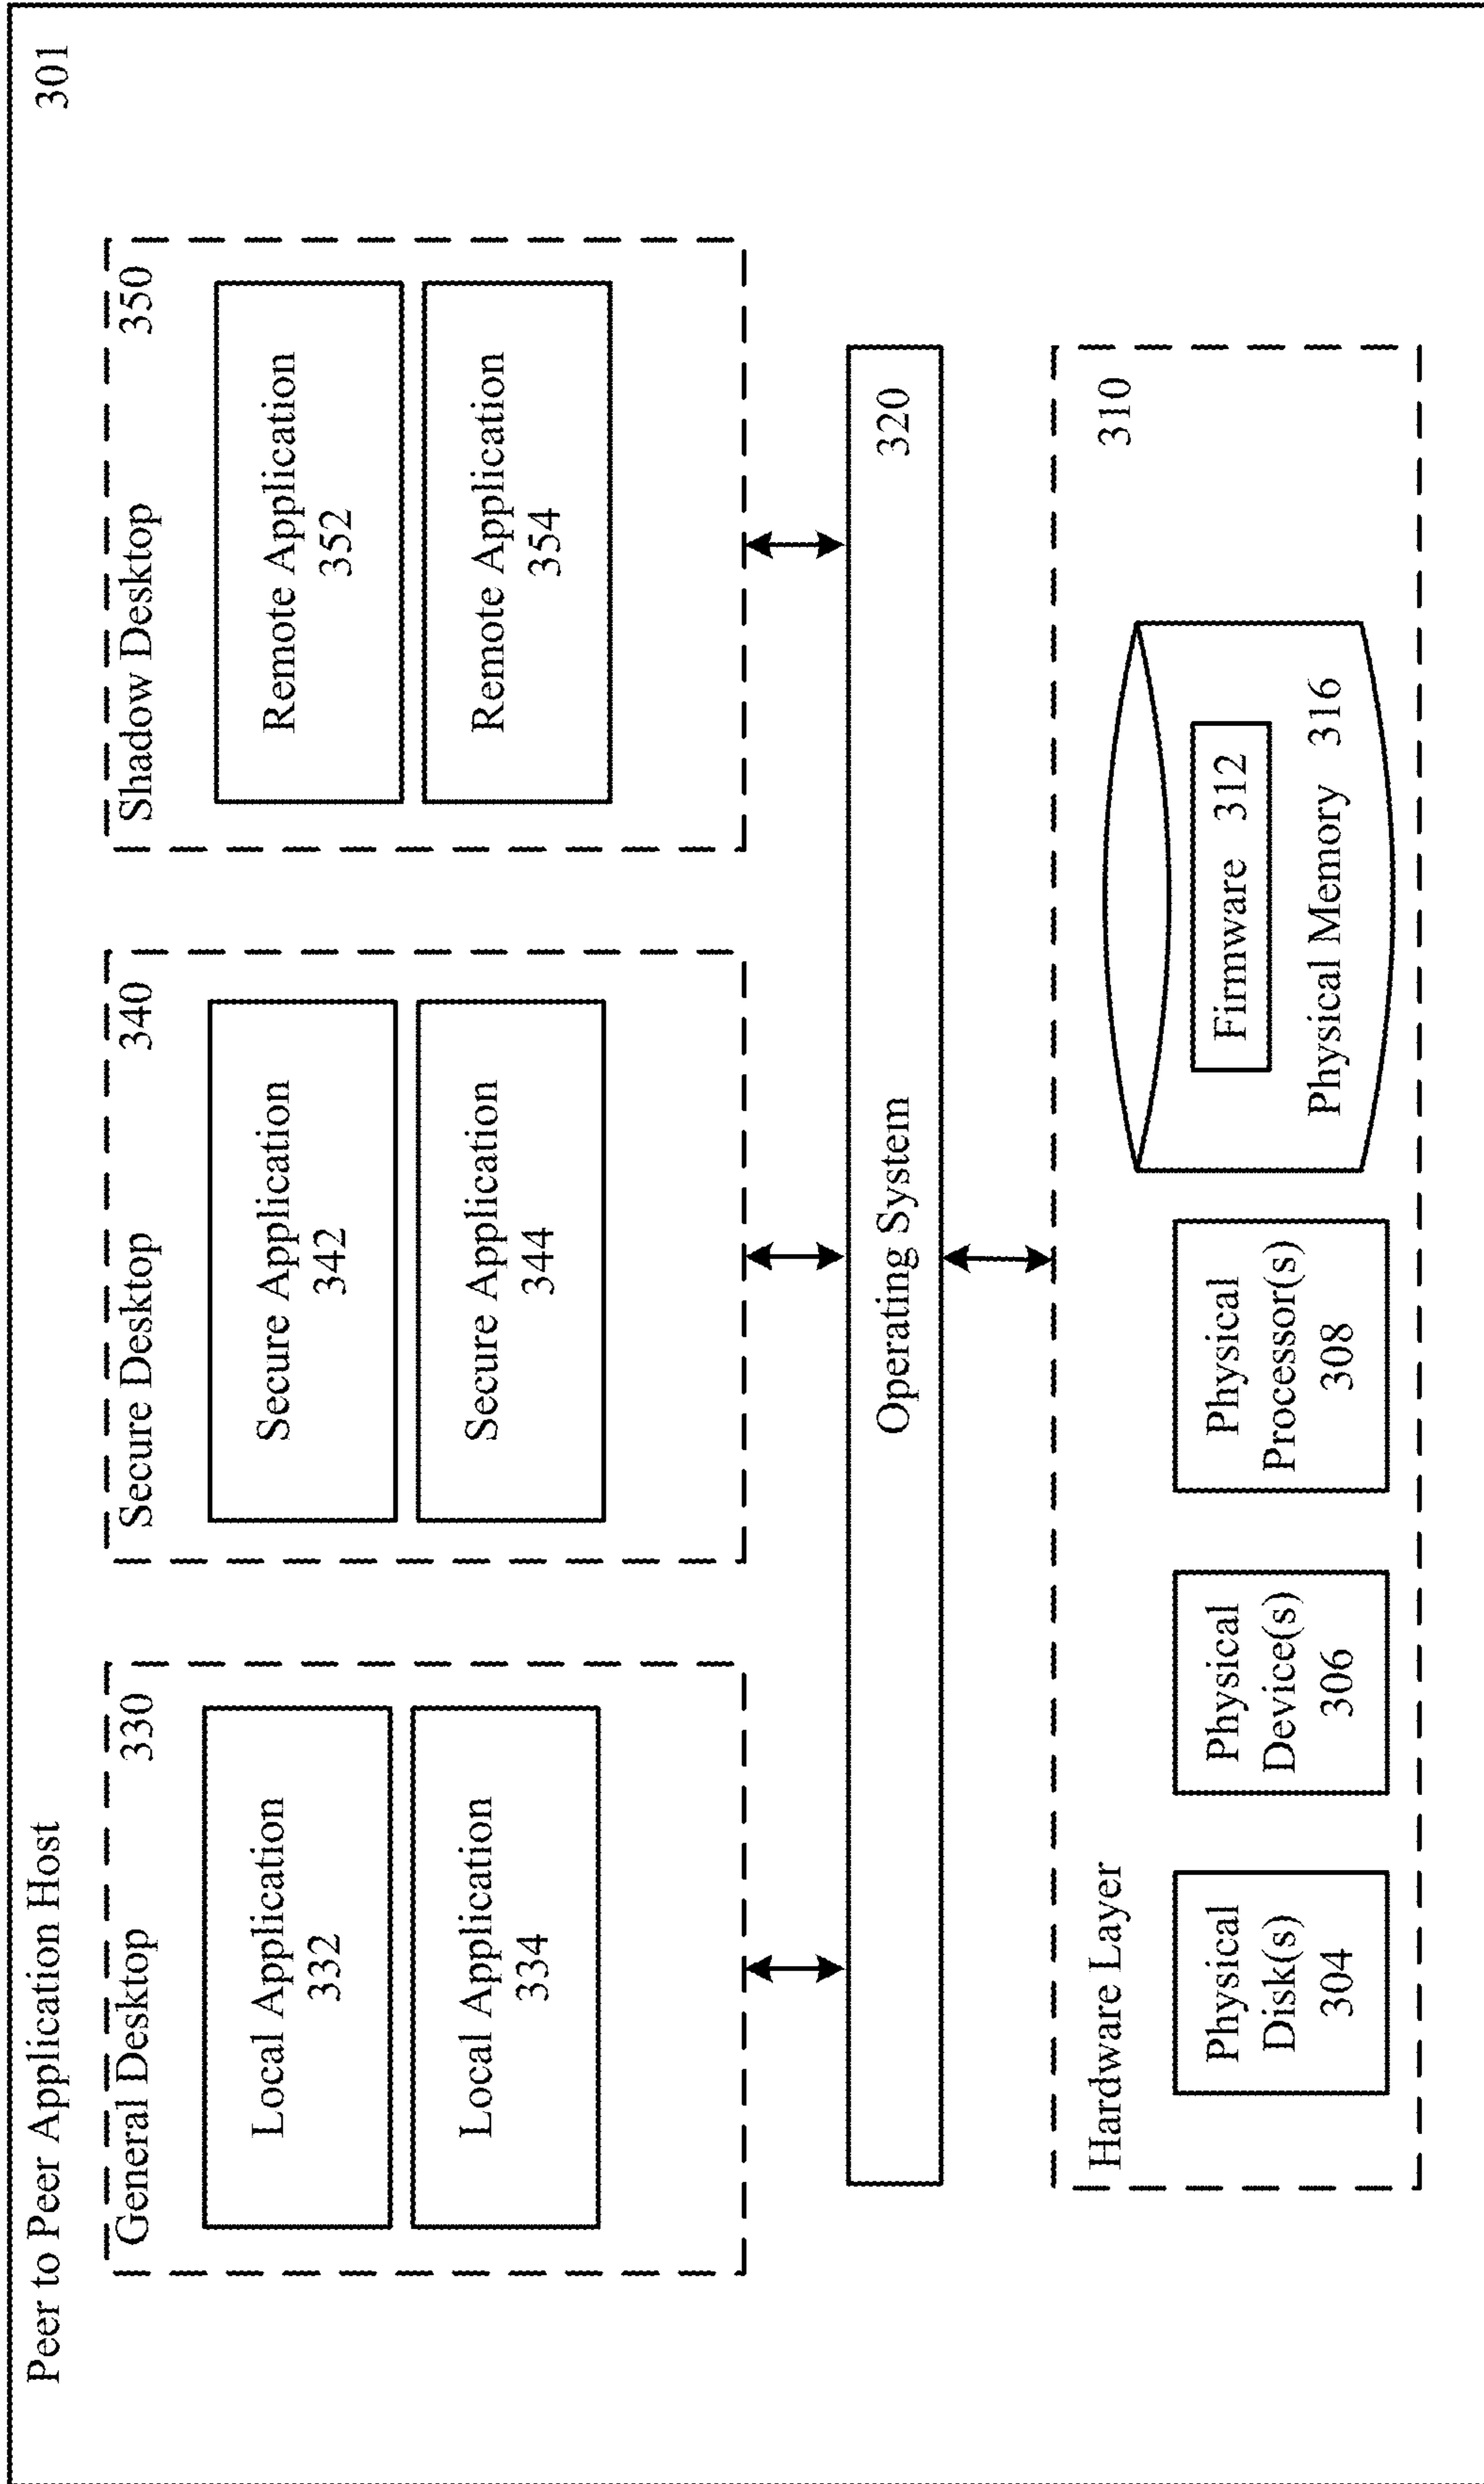 Peer to Peer Application Host
301
General Desktop
330
Local Application
332
Local Application
334
Secure Desktop
340
Secure Application
342
Secure Application
344
Shadow Desktop
350
Remote Application
352
Remote Application
354
Operating System
320
Hardware Layer
310
Physical
Disk(s)
304
Physical
Device(s)
306
Physical
Processor(s)
308
Firmware 312
Physical Memory 316